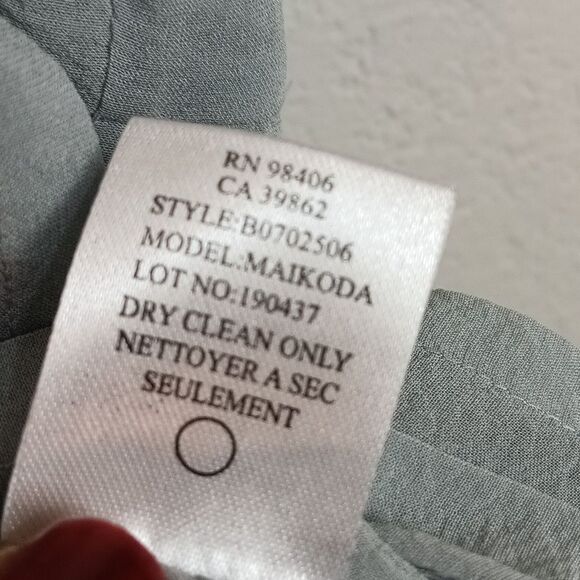 RN 98406
CA 39862
STYLE:B0702506
MODEL:MAIKODA
LOT NO:190437
DRY CLEAN ONLY
NETTOYER A SEC
SEULEMENT